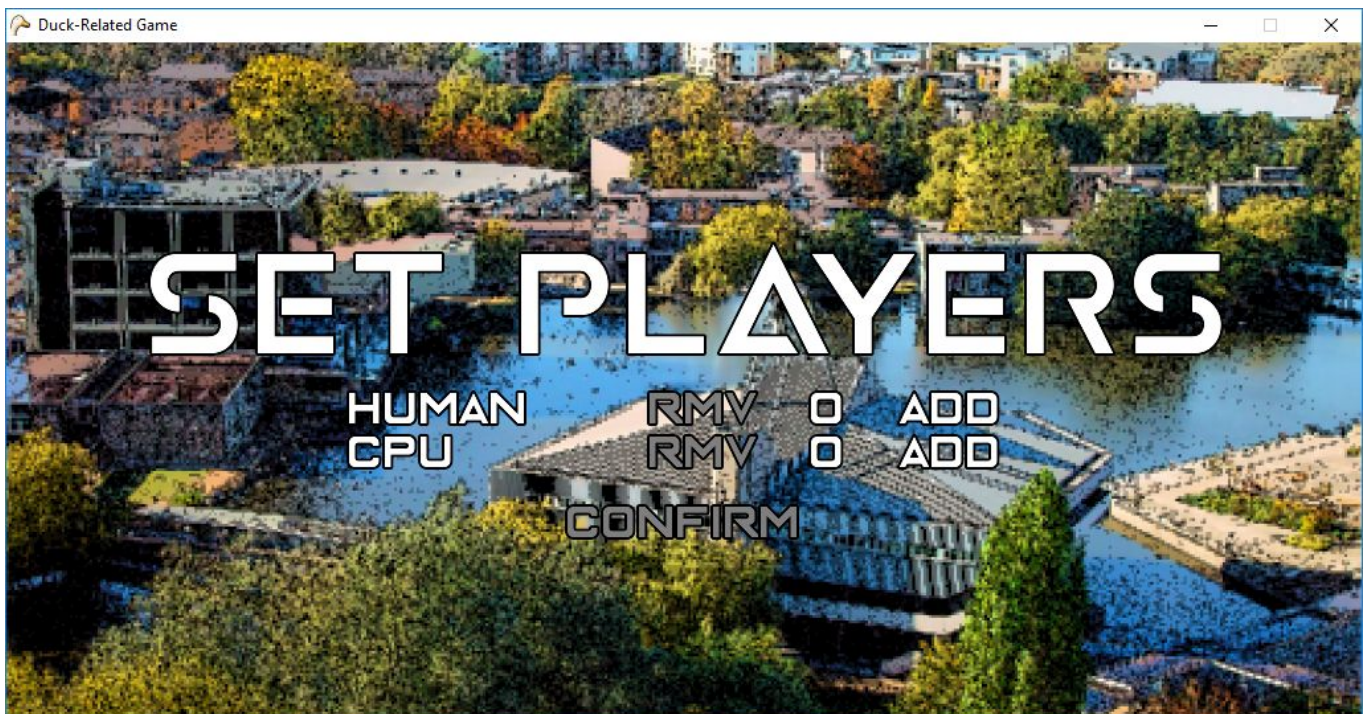 Duck-Related Game
SET PLAYERS
HUMAN RMV 0 ADD
CPU RMV 0 ADD
CONFIRM